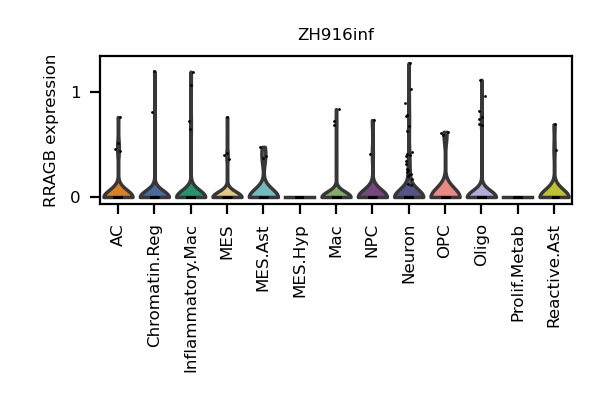 ZH916inf
RRAGB expression
1
0
AC
Chromatin.Reg
Inflammatory.Mac
MES
MES.Ast
MES.Hyp
Mac
NPC
Neuron
OPC
Oligo
Prolif.Metab
Reactive.Ast